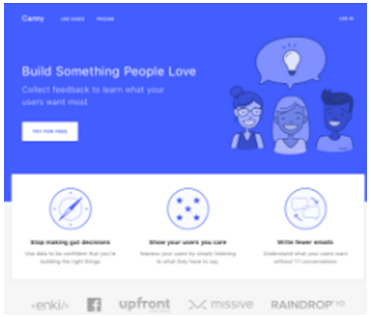 Canny USE CASES PRICING LOG IN
Build Something People Love
Collect feedback to learn what your
users want most
TRY FOR FREE
Stop making gut decisions
Use data to be confident that you're
building the right things
Show your users you care
Impress your users by simply listening
to what they have to say
Write fewer emails
Understand what your users want
without 1:1 conversations
<enki/> upfront missive RAINDROP